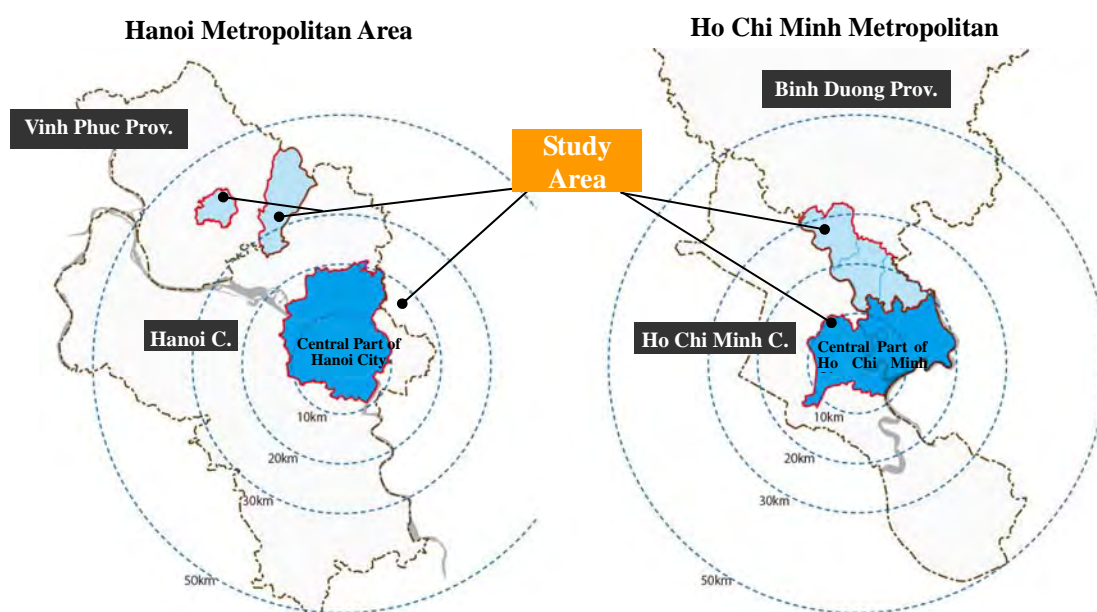 Hanoi Metropolitan Area
Ho Chi Minh Metropolitan
Vinh Phuc Prov.
Binh Duong Prov.
Study
Area
Hanoi C.
Central Part of
Hanoi City
10km
20km
30km
50km
Ho Chi Minh C.
Central Part of
Ho Chi Minh
10km
20km
30km
50km